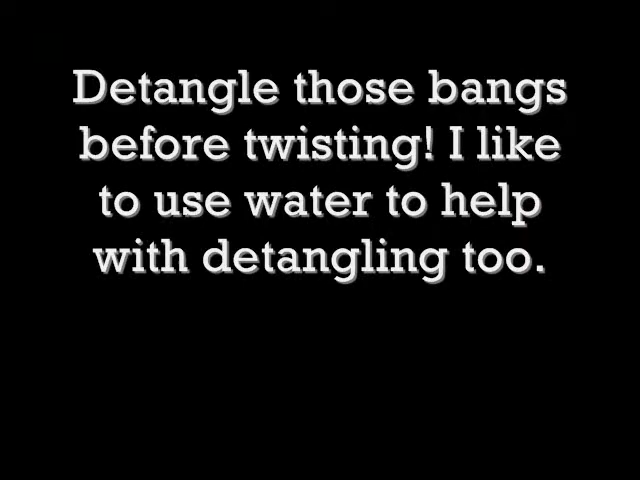 Detangle those bangs
before twisting! I like
to use water to help
with detangling too.